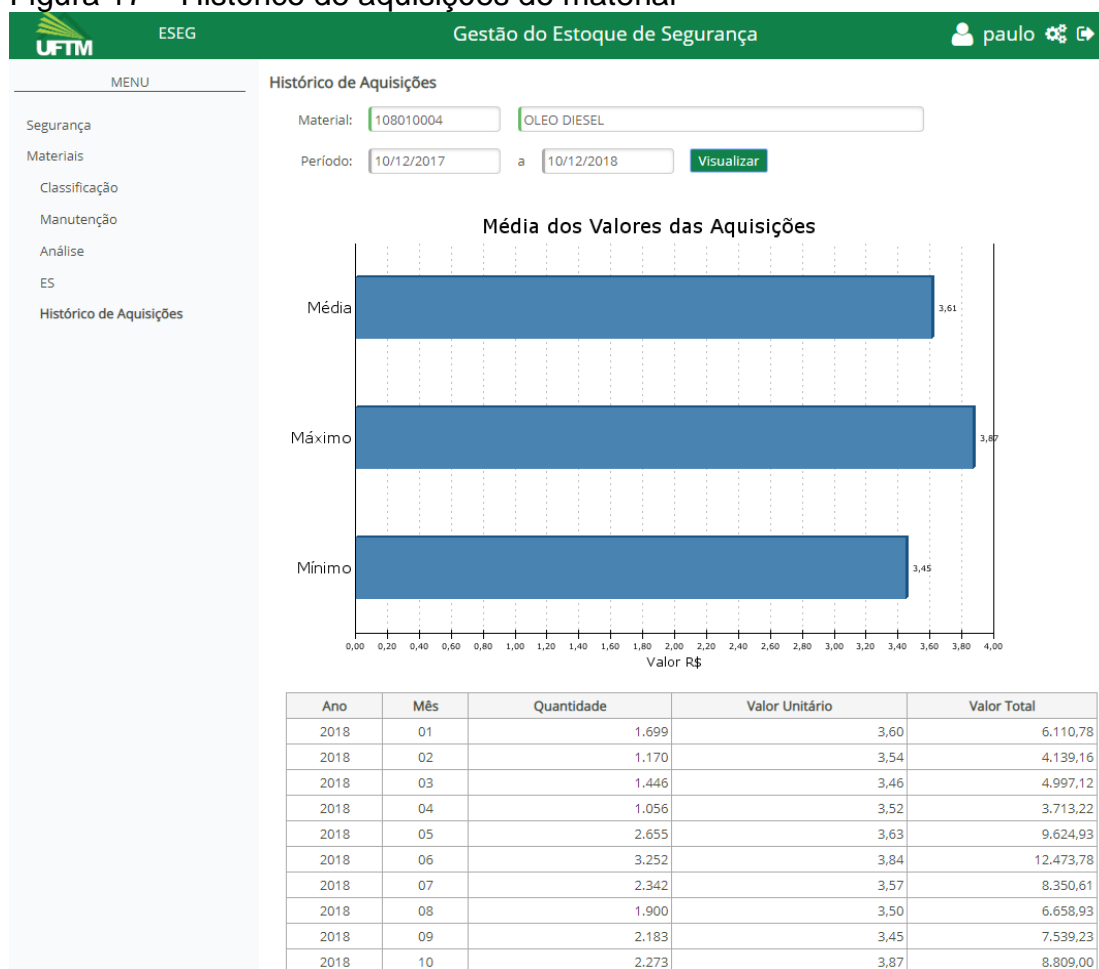 Figura 17 – Histórico de aquisições do material
UFTM ESEG Gestão do Estoque de Segurança paulo
MENU
Segurança
Materiais
Classificação
Manutenção
Análise
ES
Histórico de Aquisições
Histórico de Aquisições
Material: 108010004 OLEO DIESEL
Período: 10/12/2017 a 10/12/2018 Visualizar
Média dos Valores das Aquisições
Média 3,61
Máximo 3,87
Mínimo 3,45
0,00 0,20 0,40 0,60 0,80 1,00 1,20 1,40 1,60 1,80 2,00 2,20 2,40 2,60 2,80 3,00 3,20 3,40 3,60 3,80 4,00
Valor R$
Ano Mês Quantidade Valor Unitário Valor Total
2018 01 1.699 3,60 6.110,78
2018 02 1.170 3,54 4.139,16
2018 03 1.446 3,46 4.997,12
2018 04 1.056 3,52 3.713,22
2018 05 2.655 3,63 9.624,93
2018 06 3.252 3,84 12.473,78
2018 07 2.342 3,57 8.350,61
2018 08 1.900 3,50 6.658,93
2018 09 2.183 3,45 7.539,23
2018 10 2.273 3,87 8.809,00